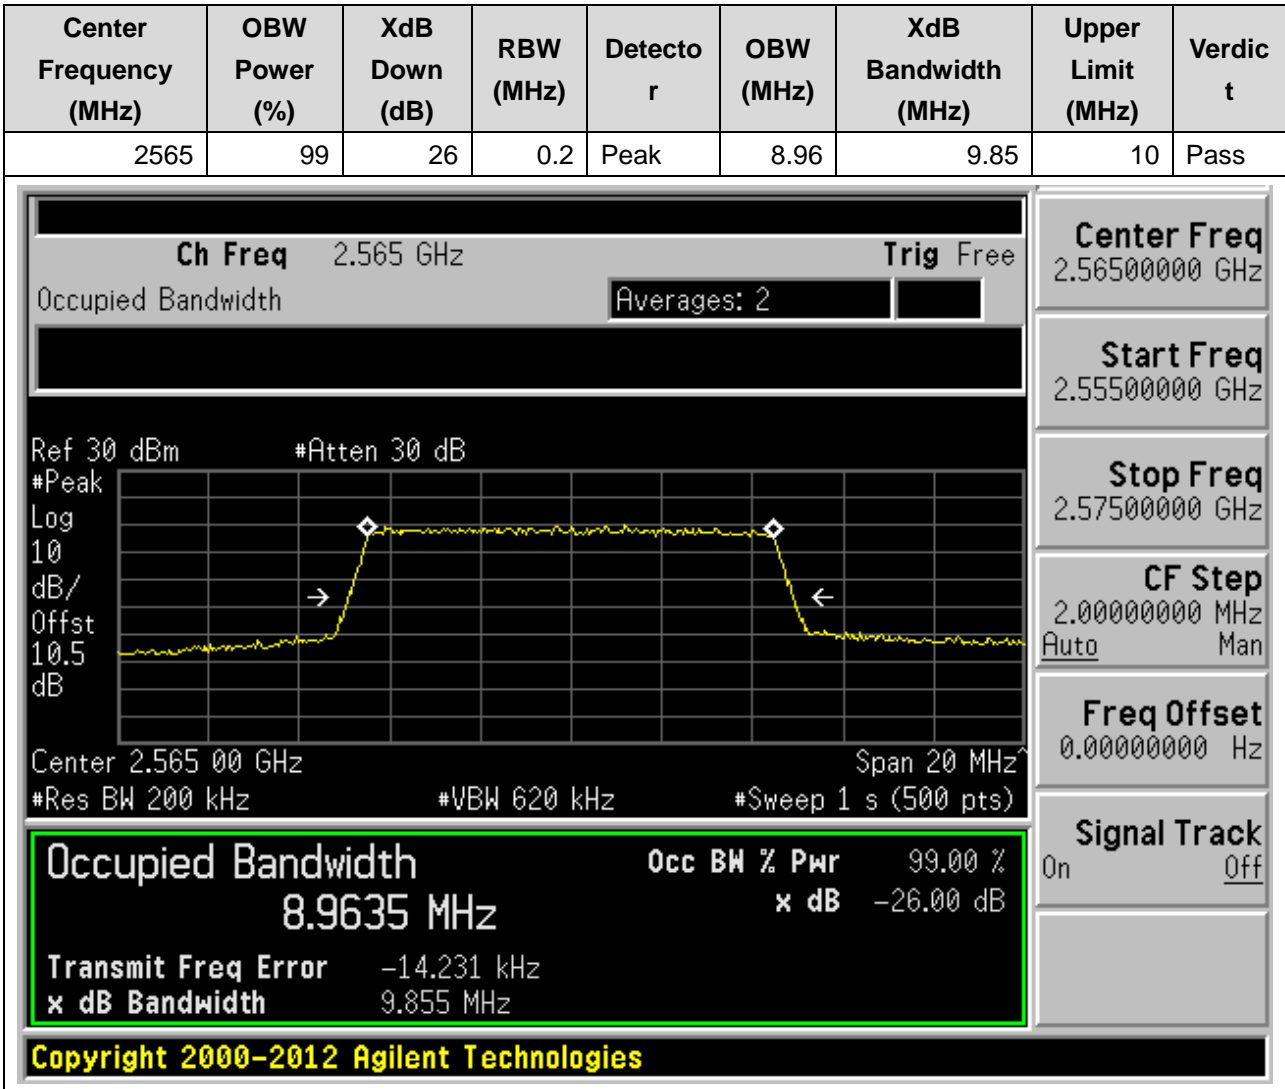 Center Frequency (MHz) OBW Power (%) XdB Down (dB) RBW (MHz) Detecto r OBW (MHz) XdB Bandwidth (MHz) Upper Limit (MHz) Verdic t
2565 99 26 0.2 Peak 8.96 9.85 10 Pass
Ch Freq 2.565 GHz Trig Free
Occupied Bandwidth Averages: 2
Ref 30 dBm #Atten 30 dB
#Peak
Log
10
dB/
Offst
10.5
dB
Center 2.565 00 GHz Span 20 MHz^
#Res BW 200 kHz #VBW 620 kHz #Sweep 1 s (500 pts)
Occupied Bandwidth Occ BW % Pwr 99.00 %
8.9635 MHz x dB -26.00 dB
Transmit Freq Error -14.231 kHz
x dB Bandwidth 9.855 MHz
Copyright 2000-2012 Agilent Technologies
Center Freq
2.56500000 GHz
Start Freq
2.55500000 GHz
Stop Freq
2.57500000 GHz
CF Step
2.00000000 MHz
Auto Man
Freq Offset
0.00000000 Hz
Signal Track
On Off